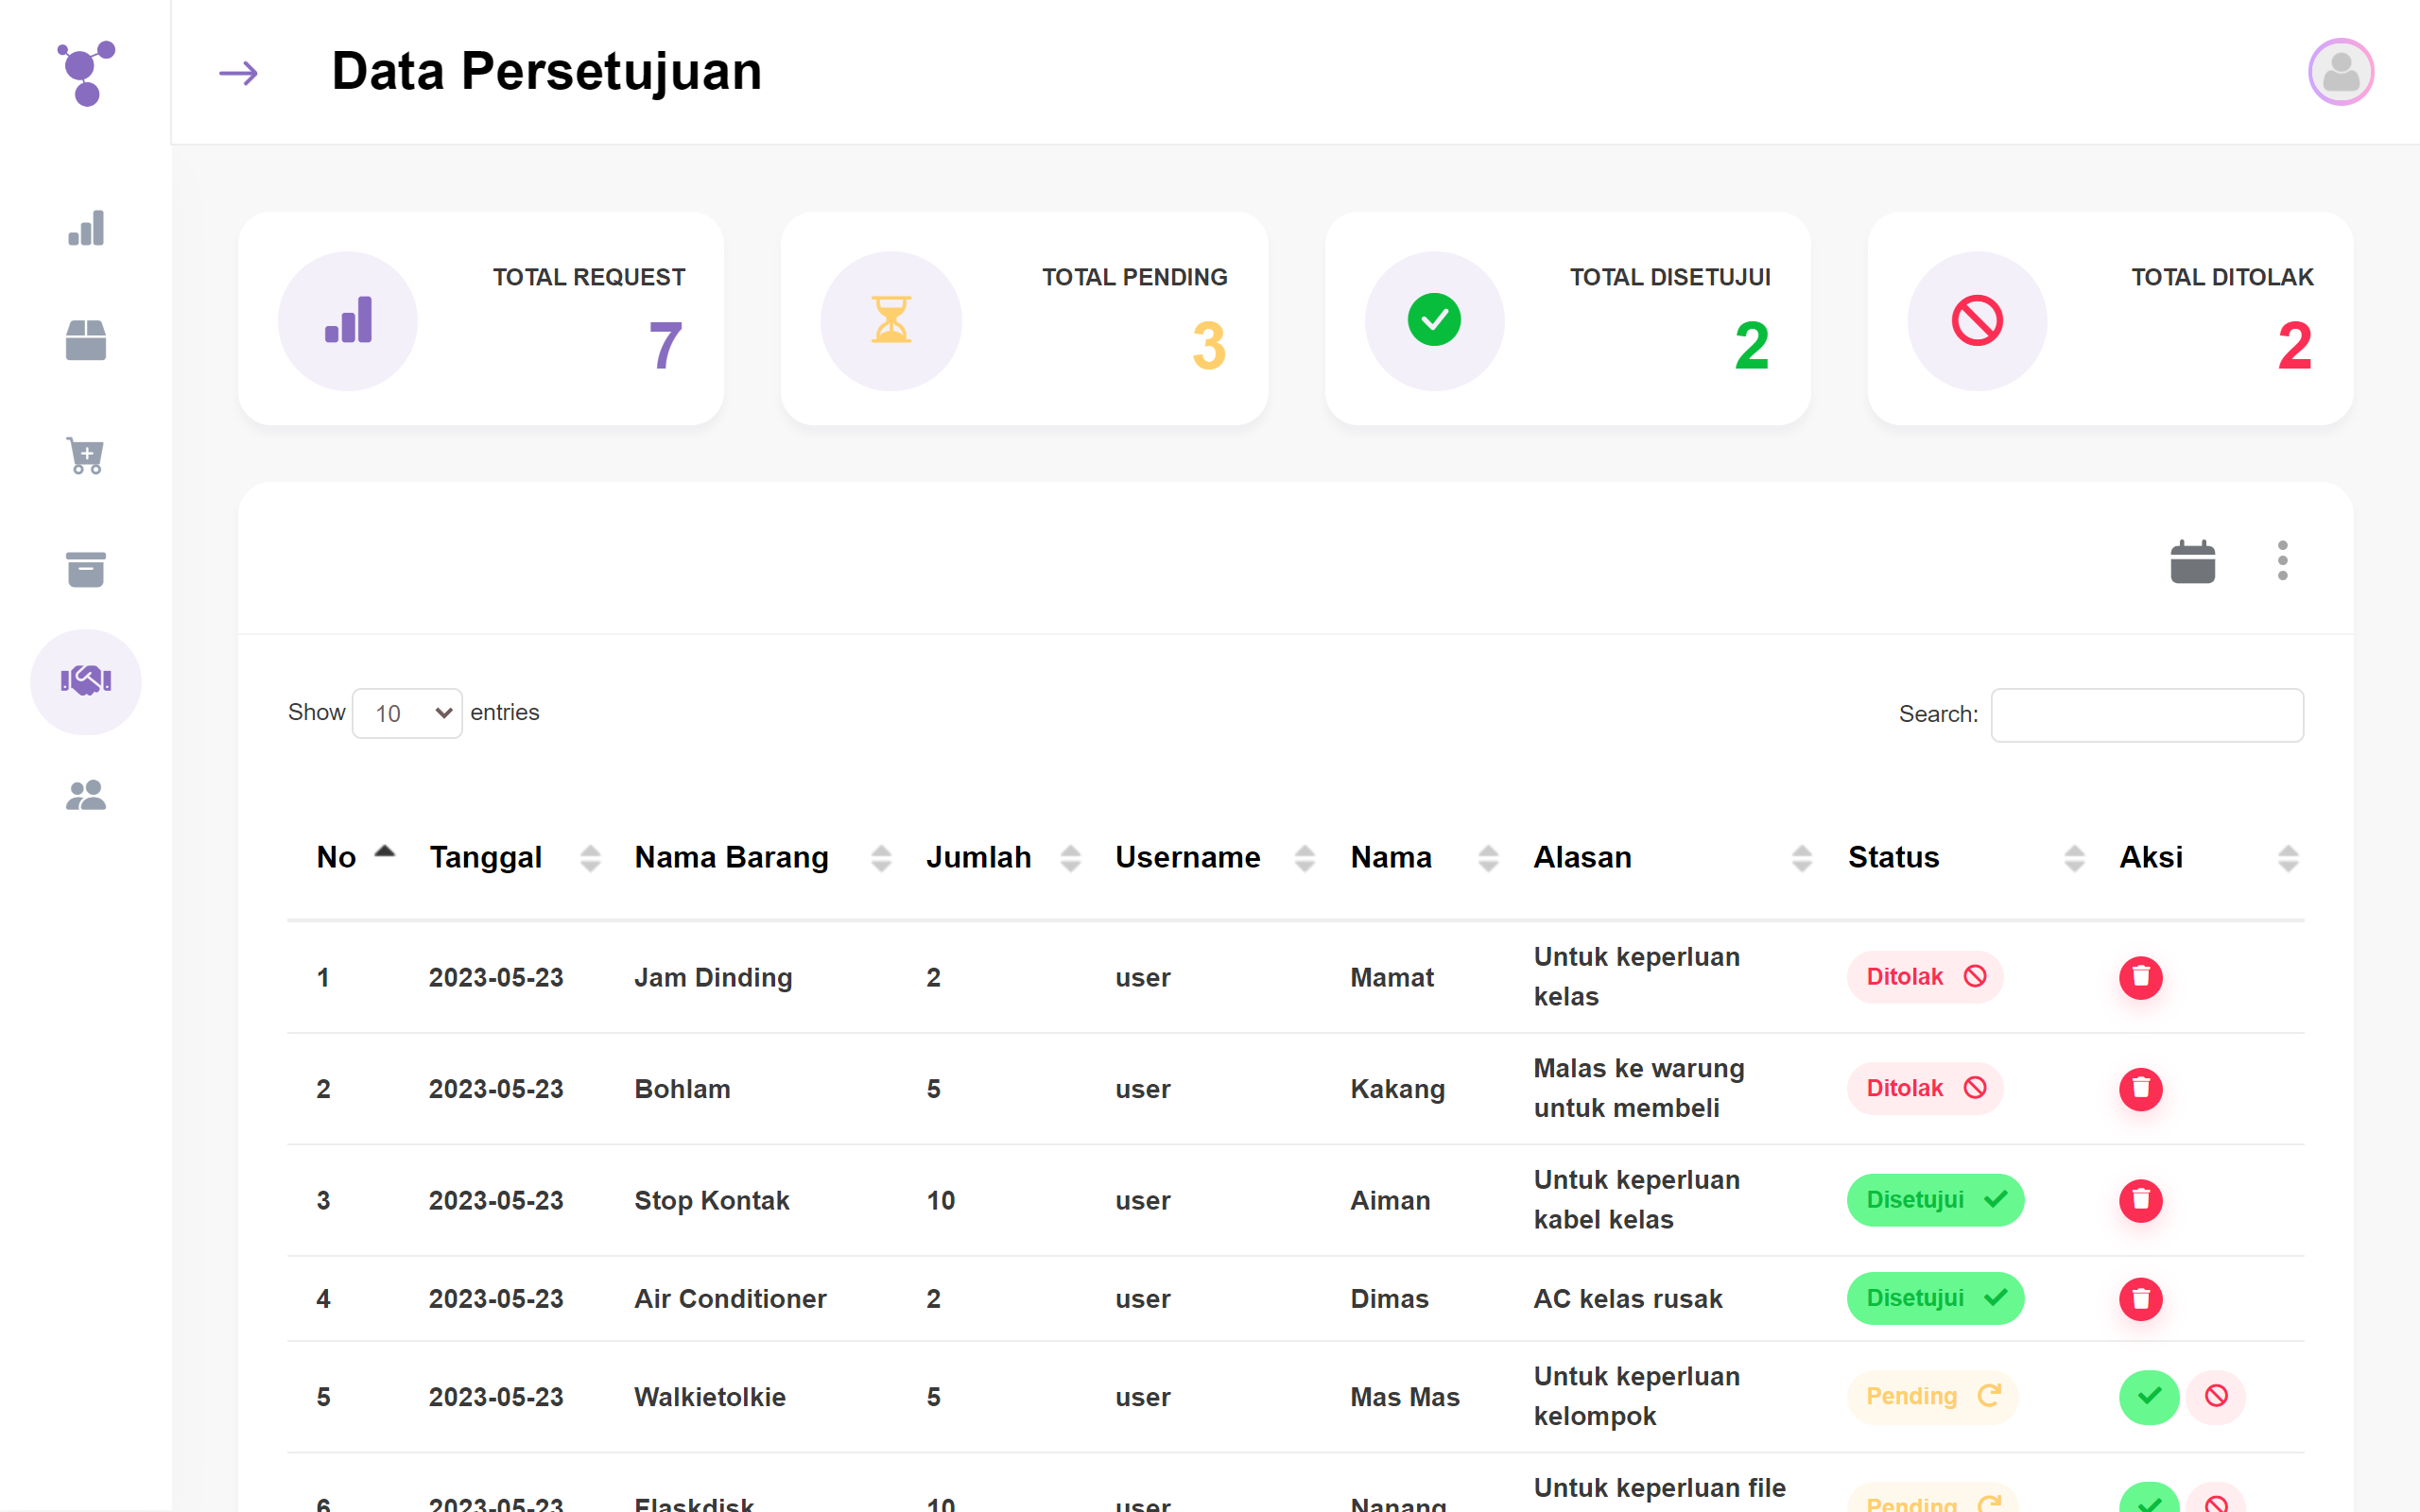 Data Persetujuan
TOTAL REQUEST
7
TOTAL PENDING
3
TOTAL DISETUJUI
2
TOTAL DITOLAK
2
Show 10 entries
Search:
No Tanggal Nama Barang Jumlah Username Nama Alasan Status Aksi
1 2023-05-23 Jam Dinding 2 user Mamat Untuk keperluan kelas Ditolak
2 2023-05-23 Bohlam 5 user Kakang Malas ke warung untuk membeli Ditolak
3 2023-05-23 Stop Kontak 10 user Aiman Untuk keperluan kabel kelas Disetujui
4 2023-05-23 Air Conditioner 2 user Dimas AC kelas rusak Disetujui
5 2023-05-23 Walkietolkie 5 user Mas Mas Untuk keperluan kelompok Pending
6 2023-05-23 Flaskdisk 10 user Nanang Untuk keperluan file Pending